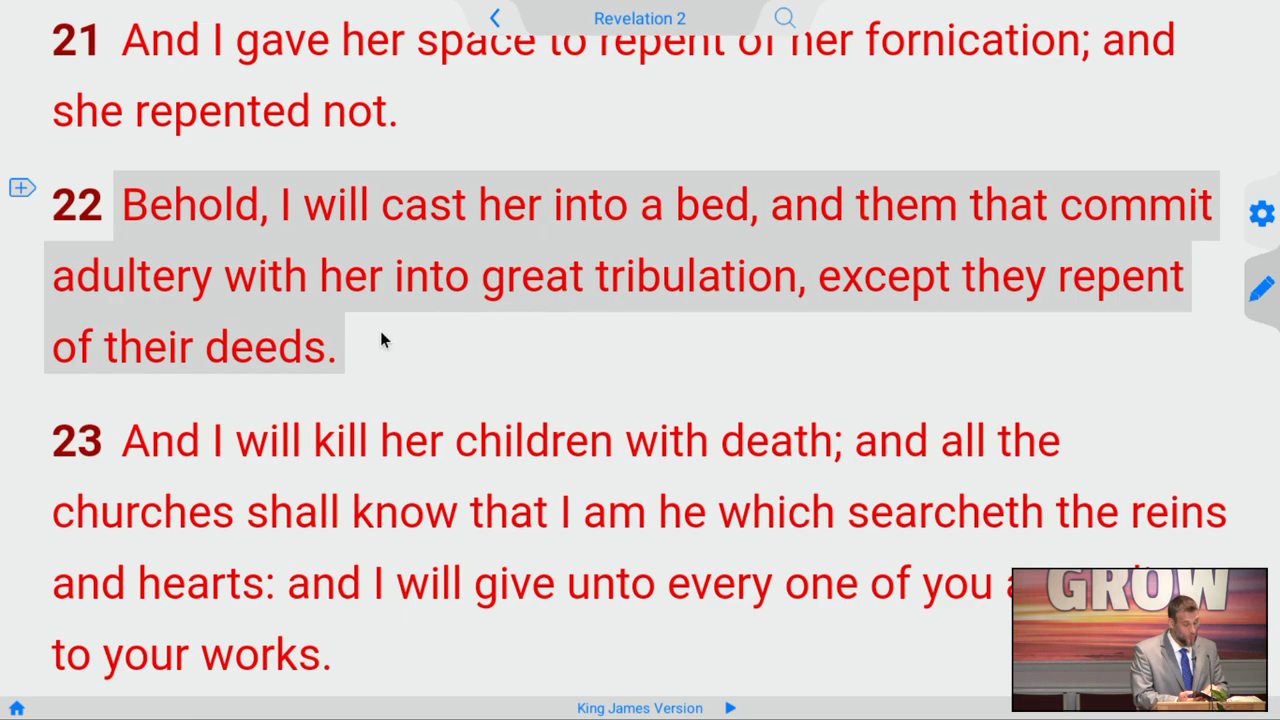 Revelation 2
21 And I gave her space to repent of her fornication; and
she repented not.
22 Behold, I will cast her into a bed, and them that commit
adultery with her into great tribulation, except they repent
of their deeds.
23 And I will kill her children with death; and all the
churches shall know that I am he which searcheth the reins
and hearts: and I will give unto every one of you
to your works.
GROW
King James Version